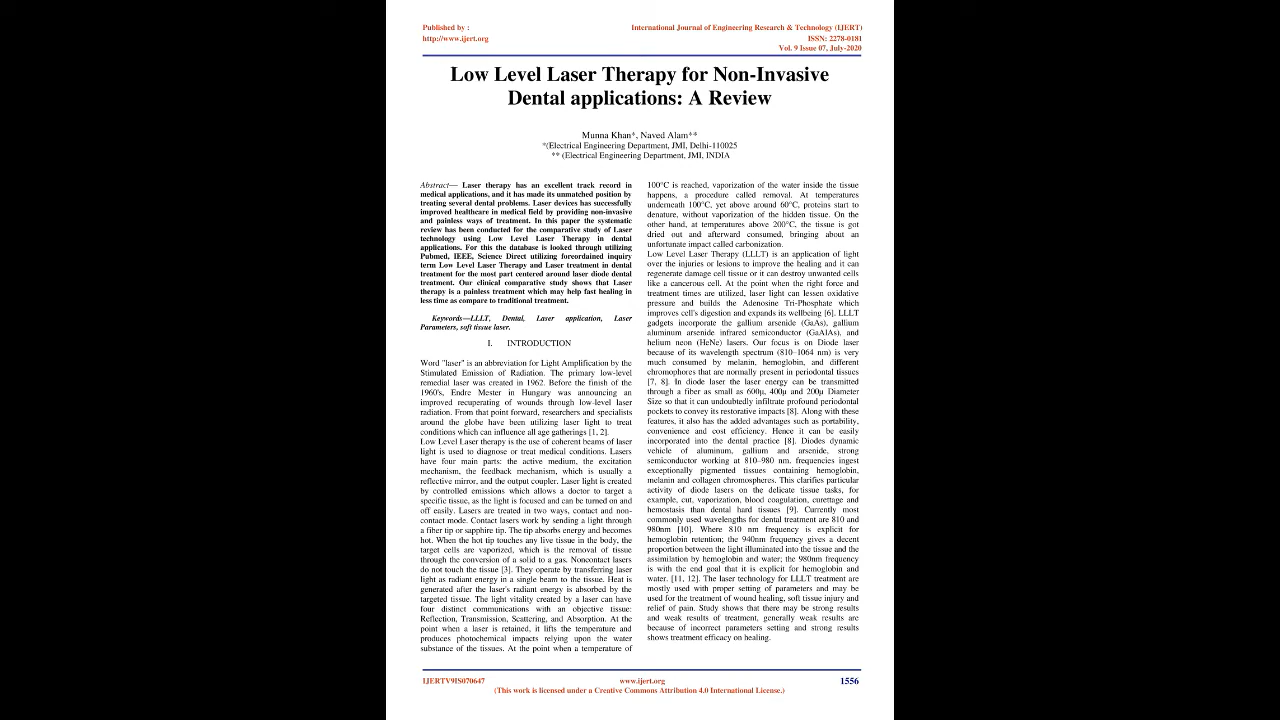 Published by :
http://www.ijert.org
International Journal of Engineering Research & Technology (IJERT)
ISSN: 2278-0181
Vol. 9 Issue 07, July-2020
Low Level Laser Therapy for Non-Invasive
Dental applications: A Review
Munna Khan*, Naved Alam**
*(Electrical Engineering Department, JMI, Delhi-110025
** (Electrical Engineering Department, JMI, INDIA
Abstract— Laser therapy has an excellent track record in
medical applications, and it has made its unmatched position by
treating several dental problems. Laser devices has successfully
improved healthcare in medical field by providing non-invasive
and painless ways of treatment. In this paper the systematic
review has been conducted for the comparative study of Laser
technology using Low Level Laser Therapy in dental
applications. For this the database is looked through utilizing
Pubmed, IEEE, Science Direct utilizing foreordained inquiry
term Low Level Laser Therapy and Laser treatment in dental
treatment for the most part centered around laser diode dental
treatment. Our clinical comparative study shows that Laser
therapy is a painless treatment which may help fast healing in
less time as compare to traditional treatment.
Keywords—LLLT, Dental, Laser application, Laser
Parameters, soft tissue laser.
I. INTRODUCTION
Word "laser" is an abbreviation for Light Amplification by the
Stimulated Emission of Radiation. The primary low-level
remedial laser was created in 1962. Before the finish of the
1960's, Endre Mester in Hungary was announcing an
improved recuperating of wounds through low-level laser
radiation. From that point forward, researchers and specialists
around the globe have been utilizing laser light to treat
conditions which can influence all age gatherings [1, 2].
Low Level Laser therapy is the use of coherent beams of laser
light is used to diagnose or treat medical conditions. Lasers
have four main parts: the active medium, the excitation
mechanism, the feedback mechanism, which is usually a
reflective mirror, and the output coupler. Laser light is created
by controlled emissions which allows a doctor to target a
specific tissue, as the light is focused and can be turned on and
off easily. Lasers are treated in two ways, contact and non-
contact mode. Contact lasers work by sending a light through
a fiber tip or sapphire tip. The tip absorbs energy and becomes
hot. When the hot tip touches any live tissue in the body, the
target cells are vaporized, which is the removal of tissue
through the conversion of a solid to a gas. Noncontact lasers
do not touch the tissue [3]. They operate by transferring laser
light as radiant energy in a single beam to the tissue. Heat is
generated after the laser's radiant energy is absorbed by the
targeted tissue. The light vitality created by a laser can have
four distinct communications with an objective tissue:
Reflection, Transmission, Scattering, and Absorption. At the
point when a laser is retained, it lifts the temperature and
produces photochemical impacts relying upon the water
substance of the tissues. At the point when a temperature of
100°C is reached, vaporization of the water inside the tissue
happens, a procedure called removal. At temperatures
underneath 100°C, yet above around 60°C, proteins start to
denature, without vaporization of the hidden tissue. On the
other hand, at temperatures above 200°C, the tissue is got
dried out and afterward consumed, bringing about an
unfortunate impact called carbonization.
Low Level Laser Therapy (LLLT) is an application of light
over the injuries or lesions to improve the healing and it can
regenerate damage cell tissue or it can destroy unwanted cells
like a cancerous cell. At the point when the right force and
treatment times are utilized, laser light can lessen oxidative
pressure and builds the Adenosine Tri-Phosphate which
improves cell's digestion and expands its wellbeing [6]. LLLT
gadgets incorporate the gallium arsenide (GaAs), gallium
aluminum arsenide infrared semiconductor (GaAlAs), and
helium neon (HeNe) lasers. Our focus is on Diode laser
because of its wavelength spectrum (810–1064 nm) is very
much consumed by melanin, hemoglobin, and different
chromophores that are normally present in periodontal tissues
[7, 8]. In diode laser the laser energy can be transmitted
through a fiber as small as 600μ, 400μ and 200μ Diameter
Size so that it can undoubtedly infiltrate profound periodontal
pockets to convey its restorative impacts [8]. Along with these
features, it also has the added advantages such as portability,
convenience and cost efficiency. Hence it can be easily
incorporated into the dental practice [8]. Diodes dynamic
vehicle of aluminum, gallium and arsenide, strong
semiconductor working at 810–980 nm. frequencies ingest
exceptionally pigmented tissues containing hemoglobin,
melanin and collagen chromospheres. This clarifies particular
activity of diode lasers on the delicate tissue tasks, for
example, cut, vaporization, blood coagulation, curettage and
hemostasis than dental hard tissues [9]. Currently most
commonly used wavelengths for dental treatment are 810 and
980nm [10]. Where 810 nm frequency is explicit for
hemoglobin retention; the 940nm frequency gives a decent
proportion between the light illuminated into the tissue and the
assimilation by hemoglobin and water; the 980nm frequency
is with the end goal that it is explicit for hemoglobin and
water. [11, 12]. The laser technology for LLLT treatment are
mostly used with proper setting of parameters and may be
used for the treatment of wound healing, soft tissue injury and
relief of pain. Study shows that there may be strong results
and weak results of treatment, generally weak results are
because of incorrect parameters setting and strong results
shows treatment efficacy on healing.
IJERTV9IS070647
www.ijert.org
1556
(This work is licensed under a Creative Commons Attribution 4.0 International License.)